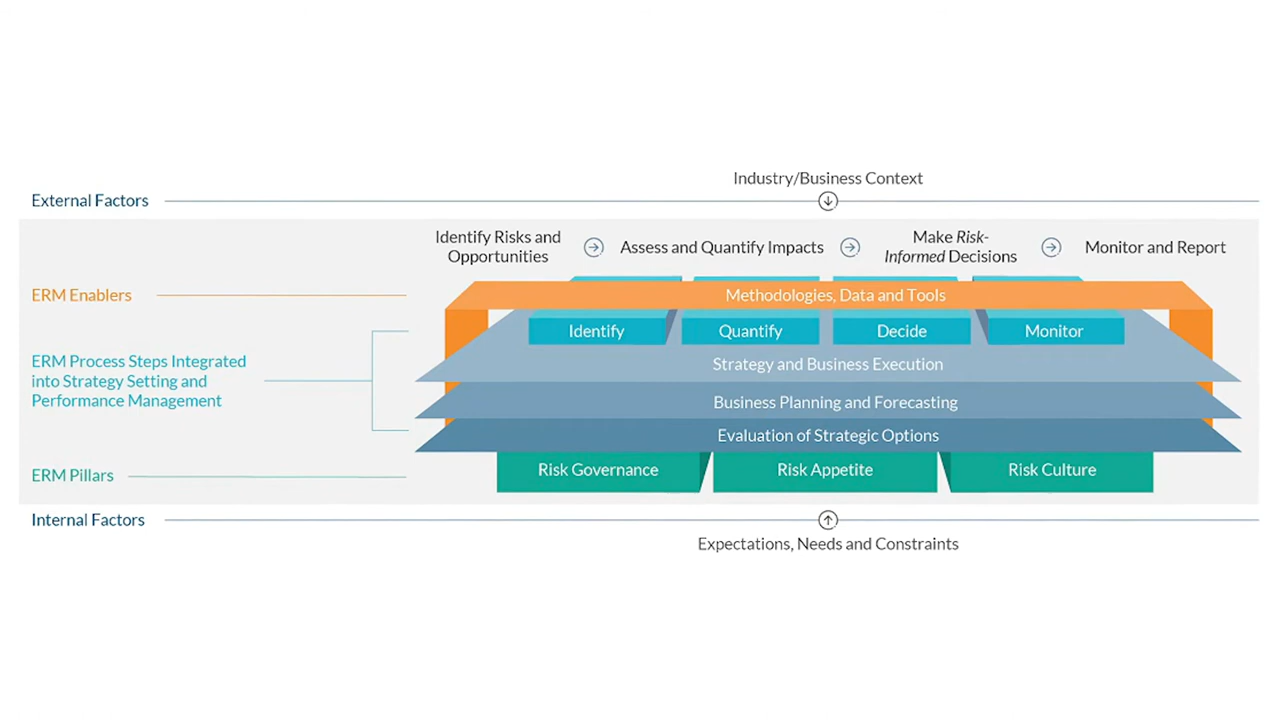 Industry/Business Context
External Factors
Identify Risks and
Opportunities
Assess and Quantify Impacts
Make Risk-
Informed Decisions
Monitor and Report
ERM Enablers
Methodologies, Data and Tools
Identify
Quantify
Decide
Monitor
ERM Process Steps Integrated
into Strategy Setting and
Performance Management
Strategy and Business Execution
Business Planning and Forecasting
Evaluation of Strategic Options
ERM Pillars
Risk Governance
Risk Appetite
Risk Culture
Internal Factors
Expectations, Needs and Constraints